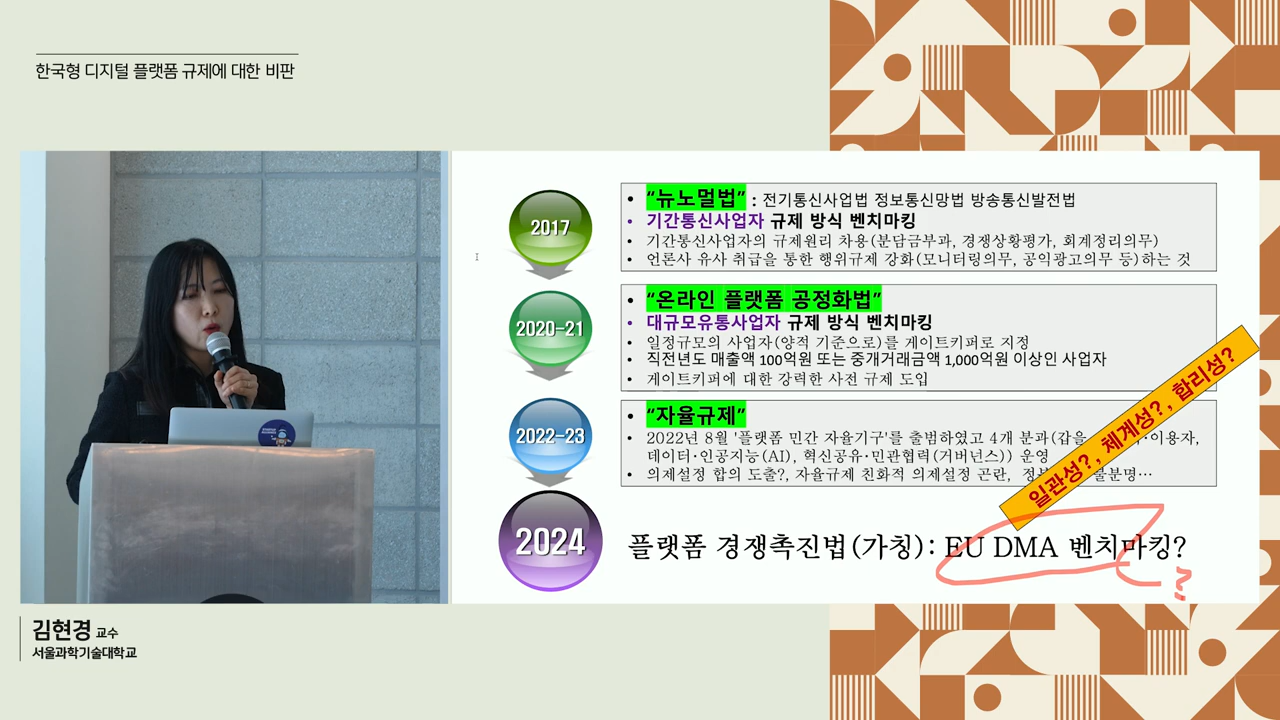 한국형 디지털 플랫폼 규제에 대한 비판
2017
• “뉴노멀법” : 전기통신사업법 정보통신망법 방송통신발전법
• 기간통신사업자 규제 방식 벤치마킹
• 기간통신사업자의 규제원리 차용(분담금부과, 경쟁상황평가, 회계정리의무)
• 언론사 유사 취급을 통한 행위규제 강화(모니터링의무, 공익광고의무 등)하는 것
2020-21
• “온라인 플랫폼 공정화법”
• 대규모유통사업자 규제 방식 벤치마킹
• 일정규모의 사업자(양적 기준으로)를 게이트키퍼로 지정
• 직전년도 매출액 100억원 또는 중개거래금액 1,000억원 이상인 사업자
• 게이트키퍼에 대한 강력한 사전 규제 도입
2022-23
• “자율규제”
• 2022년 8월 '플랫폼 민간 자율기구'를 출범하였고 4개 분과(갑을 ·이용자,
데이터·인공지능(AI), 혁신공유·민관협력(거버넌스)) 운영
• 의제설정 합의 도출?, 자율규제 친화적 의제설정 곤란, 불분명…
일관성?, 체계성?, 합리성?
2024
플랫폼 경쟁촉진법(가칭): EU DMA 벤치마킹?
?
김현경 교수
서울과학기술대학교